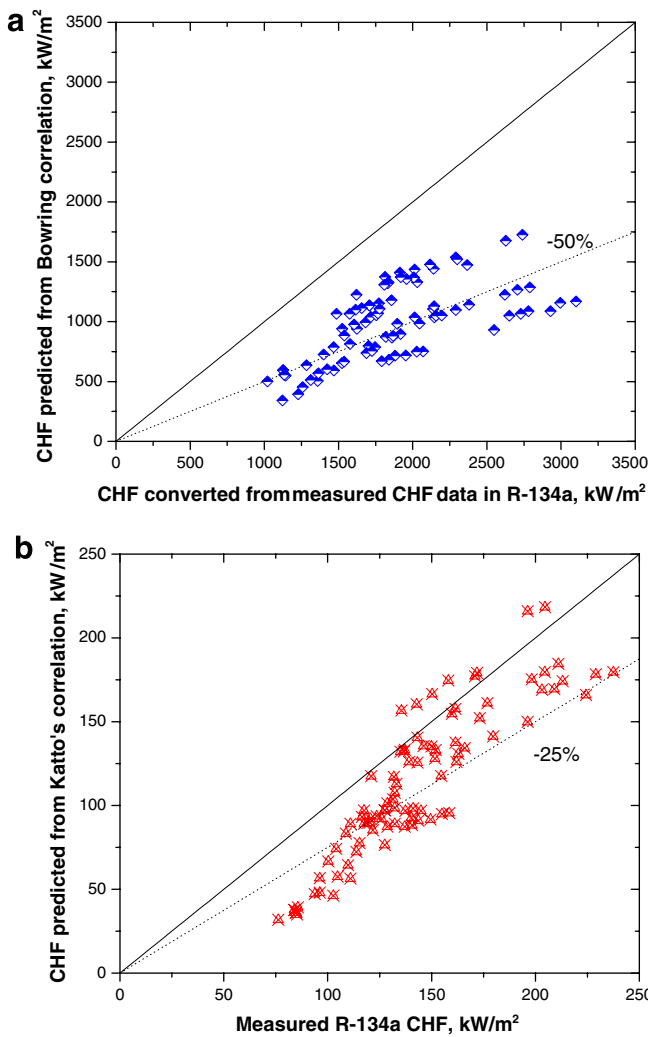 a
3500
3000
2500
2000
1500
1000
500
0
CHF predicted from Bowring correlation, kW/m²
-50%
0 500 1000 1500 2000 2500 3000 3500
CHF converted from measured CHF data in R-134a, kW/m²
b
250
200
150
100
50
0
CHF predicted from Katto's correlation, kW/m²
-25%
0 50 100 150 200 250
Measured R-134a CHF, kW/m²